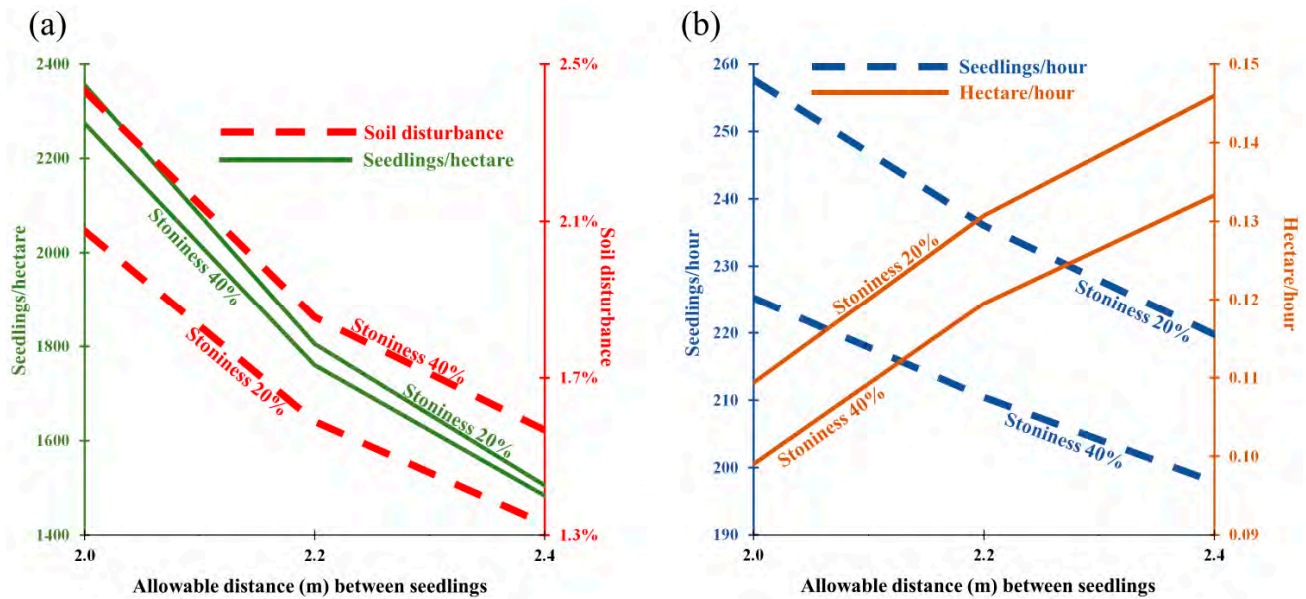 (a)
2400
2200
2000
1800
1600
1400
Seedlings/hectare
Soil disturbance
Seedlings/hectare
Stoniness 40%
Stoniness 20%
Stoniness 40%
Stoniness 20%
2.5%
2.1%
1.7%
1.3%
Soil disturbance
2.0
2.2
2.4
Allowable distance (m) between seedlings
(b)
260
250
240
230
220
210
200
190
Seedlings/hour
Seedlings/hour
Hectare/hour
Stoniness 20%
Stoniness 40%
Stoniness 20%
Stoniness 40%
0.15
0.14
0.13
0.12
0.11
0.10
0.09
Hectare/hour
2.0
2.2
2.4
Allowable distance (m) between seedlings